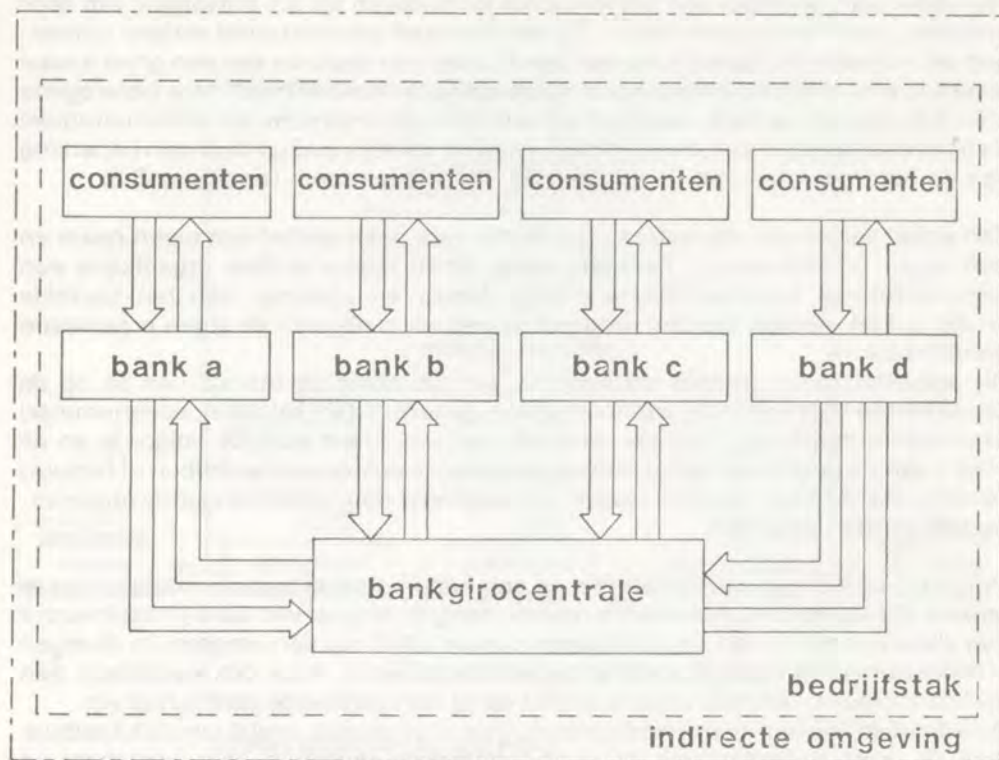 consumenten consumenten consumenten consumenten
bank a bank b bank c bank d
bankgirocentrale
bedrijfstak
indirecte omgeving